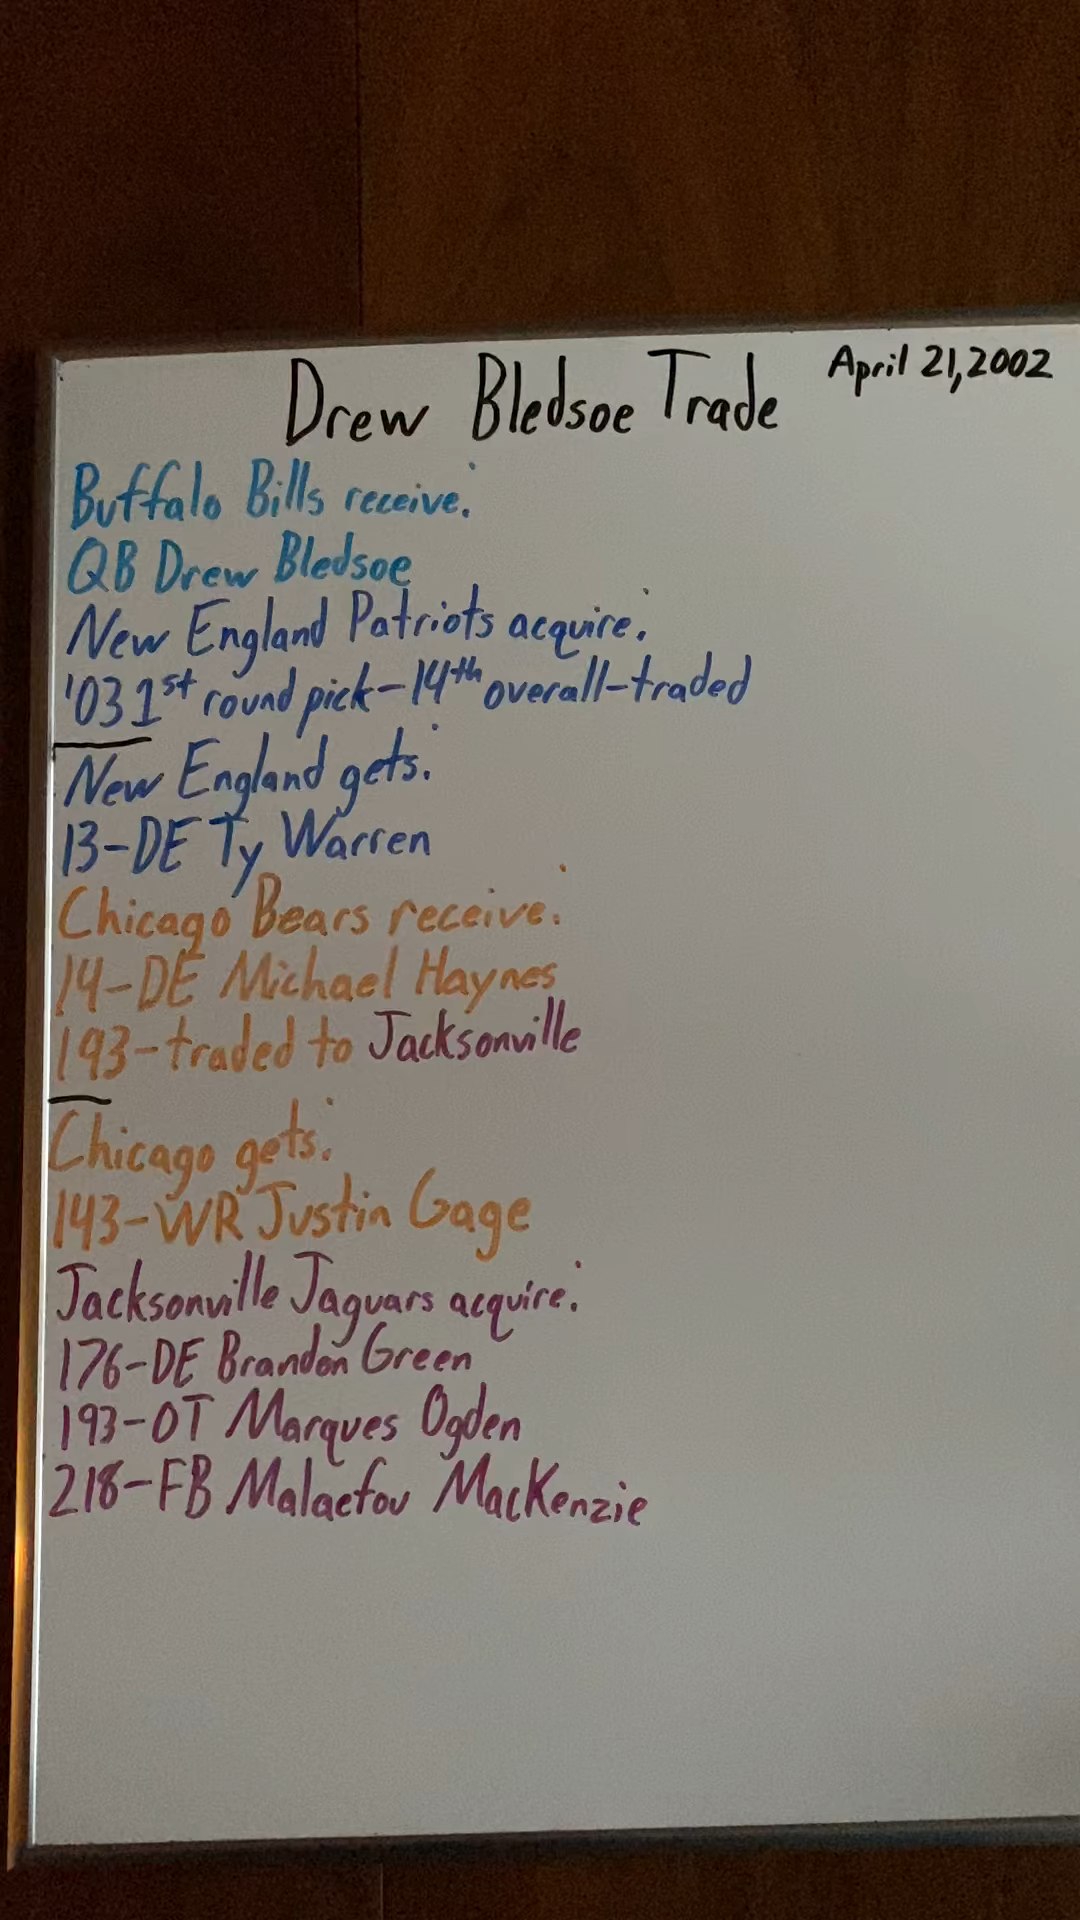 Drew Bledsoe Trade April 21, 2002
Buffalo Bills receive:
QB Drew Bledsoe
New England Patriots acquire:
'03 1st round pick-14th overall-traded
New England gets:
13-DE Ty Warren
Chicago Bears receive:
14-DE Michael Haynes
193-traded to Jacksonville
Chicago gets:
143-WR Justin Gage
Jacksonville Jaguars acquire:
176-DE Brandon Green
193-OT Marques Ogden
218-FB Malaefou MacKenzie